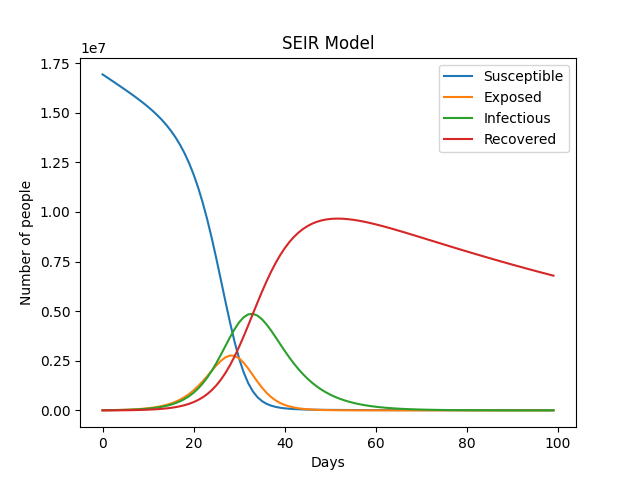 SEIR Model
1e7
Susceptible
Exposed
Infectious
Recovered
Number of people
1.75
1.50
1.25
1.00
0.75
0.50
0.25
0.00
0 20 40 60 80 100
Days